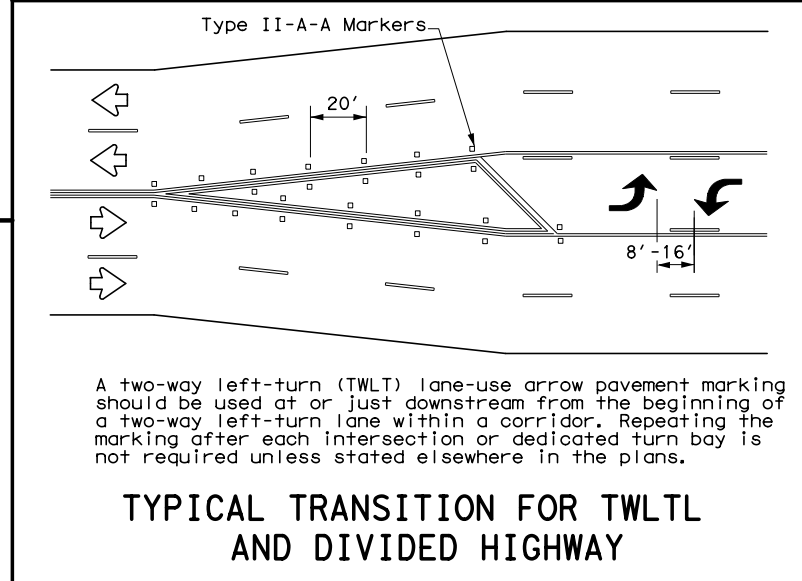 Type II-A-A Markers
20'
8'-16'
A two-way left-turn (TWLT) lane-use arrow pavement marking
should be used at or just downstream from the beginning of
a two-way left-turn lane within a corridor. Repeating the
marking after each intersection or dedicated turn bay is
not required unless stated elsewhere in the plans.
TYPICAL TRANSITION FOR TWLTL
AND DIVIDED HIGHWAY